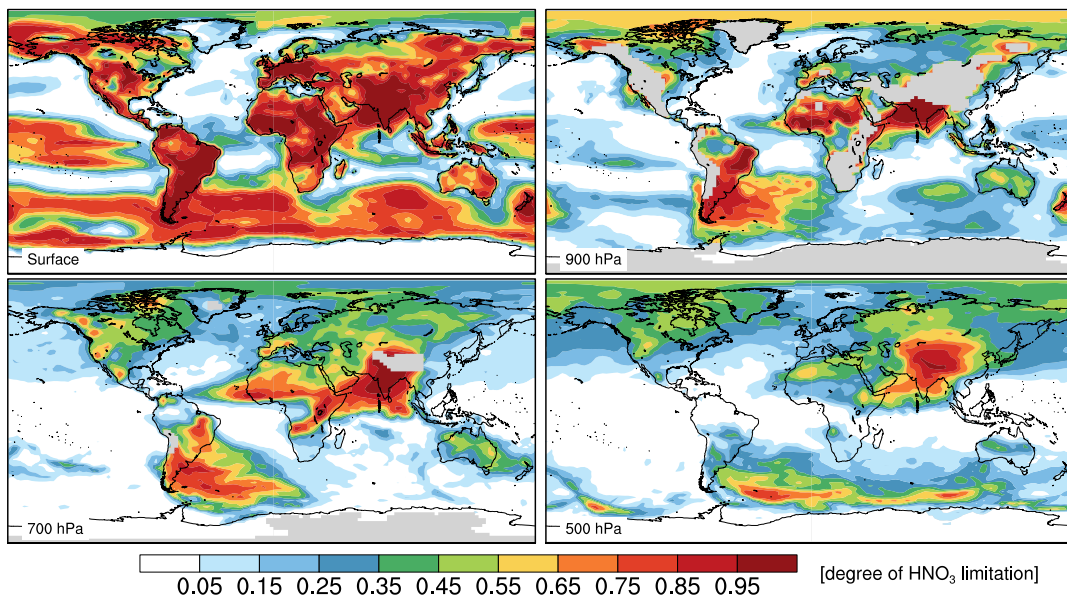 Surface
900 hPa
700 hPa
500 hPa
0.05 0.15 0.25 0.35 0.45 0.55 0.65 0.75 0.85 0.95
[degree of HNO₃ limitation]